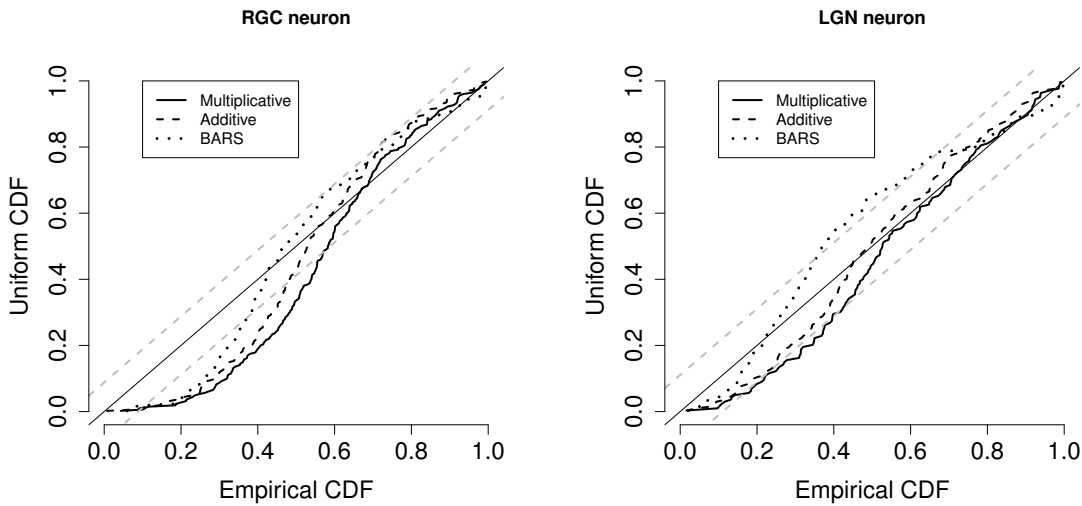 RGC neuron
Uniform CDF
1.0
0.8
0.6
0.4
0.2
0.0
Multiplicative
Additive
BARS
0.0 0.2 0.4 0.6 0.8 1.0
Empirical CDF
LGN neuron
Uniform CDF
1.0
0.8
0.6
0.4
0.2
0.0
Multiplicative
Additive
BARS
0.0 0.2 0.4 0.6 0.8 1.0
Empirical CDF